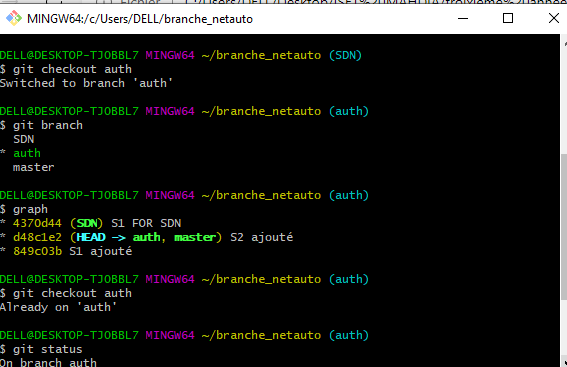 MINGW64:/c/Users/DELL/branche_netauto
DELL@DESKTOP-TJOBBL7 MINGW64 ~/branche_netauto (SDN)
$ git checkout auth
Switched to branch 'auth'
DELL@DESKTOP-TJOBBL7 MINGW64 ~/branche_netauto (auth)
$ git branch
SDN
* auth
master
DELL@DESKTOP-TJOBBL7 MINGW64 ~/branche_netauto (auth)
$ graph
* 4370d44 (SDN) S1 FOR SDN
* d48c1e2 (HEAD -> auth, master) S2 ajouté
* 849c03b S1 ajouté
DELL@DESKTOP-TJOBBL7 MINGW64 ~/branche_netauto (auth)
$ git checkout auth
Already on 'auth'
DELL@DESKTOP-TJOBBL7 MINGW64 ~/branche_netauto (auth)
$ git status
On branch auth